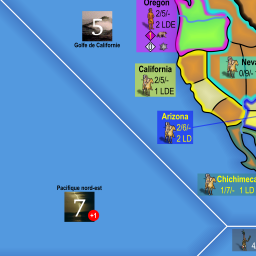 Oregon
2/5/-
2 LDE
5
Golfe de Californie
California
2/5/-
1 LDE
Neva
0/9/-
Arizona
2/6/-
2 LD
Chichimeca
1/7/- 1 LD
Pacifique nord-est
7
+1
4